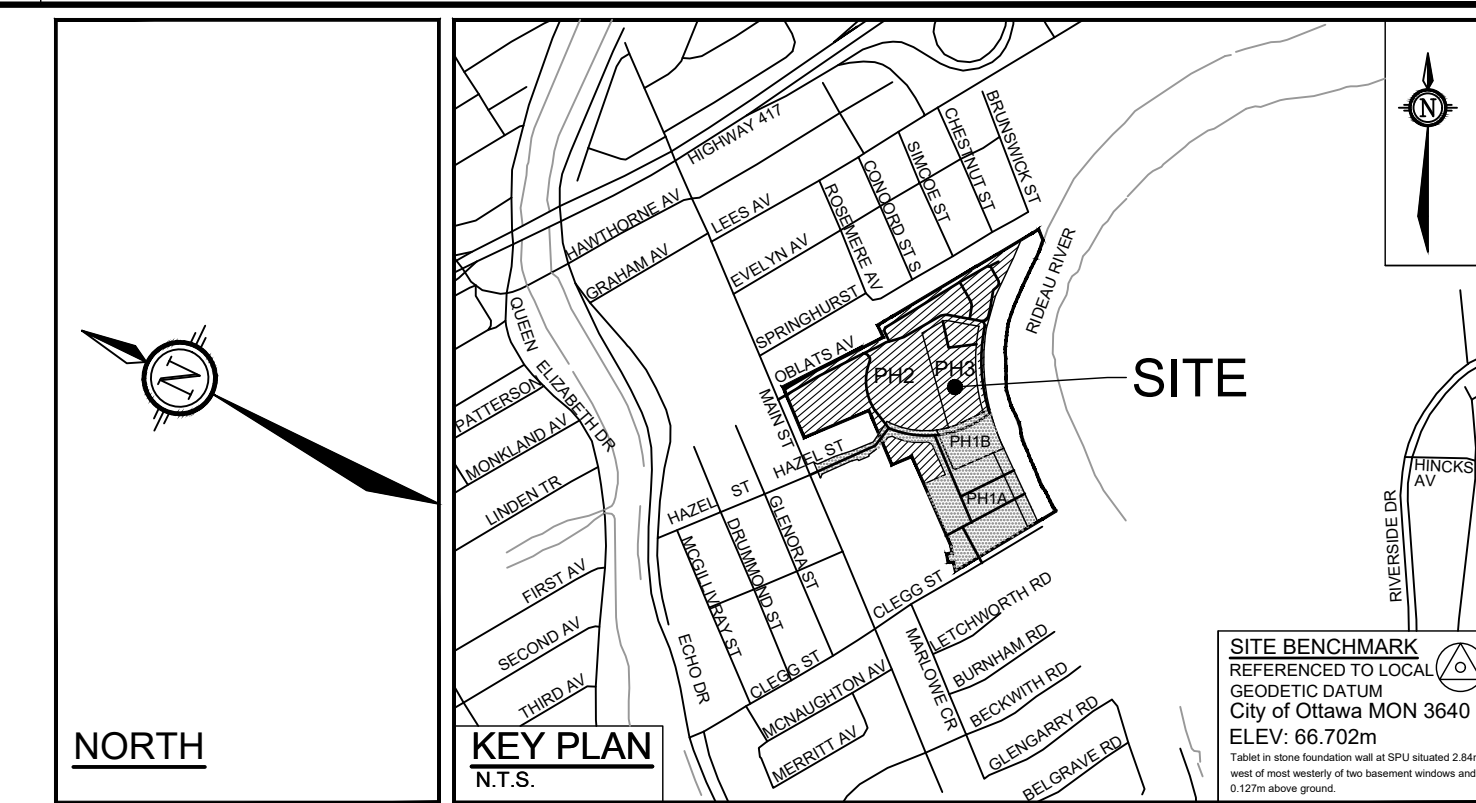 N
NORTH
HIGHWAY 417
BRUNSWICK ST
CHESTNUT ST
SIMCOE ST
CONCORD ST S
ROSEMERE AV
HAWTHORNE AV
LEES AV
GRAHAM AV
EVELYN AV
SPRINGHURST
OBLATS AV
QUEEN ELIZABETH DR
RIDEAU RIVER
N
PH2
PH3
SITE
PH1B
PH1A
PATTERSON
MONKLAND AV
LINDEN TR
MAIN ST
HAZEL ST
HAZEL ST
GLENORA ST
DRUMMOND ST
MCGILLIVRAY ST
FIRST AV
SECOND AV
THIRD AV
ECHO DR
CLEGG ST
CLEGG ST
MCNAUGHTON AV
MERRITT AV
MARLOWE CR
LETCHWORTH RD
BURNHAM RD
BECKWITH RD
GLENGARRY RD
BELGRAVE RD
HINCKS
AV
RIVERSIDE DR
KEY PLAN
N.T.S.
SITE BENCHMARK
REFERENCED TO LOCAL
GEODETIC DATUM
City of Ottawa MON 3640
ELEV: 66.702m
Tablet in stone foundation wall at SPU situated 2.84m
west of most westerly of two basement windows and
0.127m above ground.